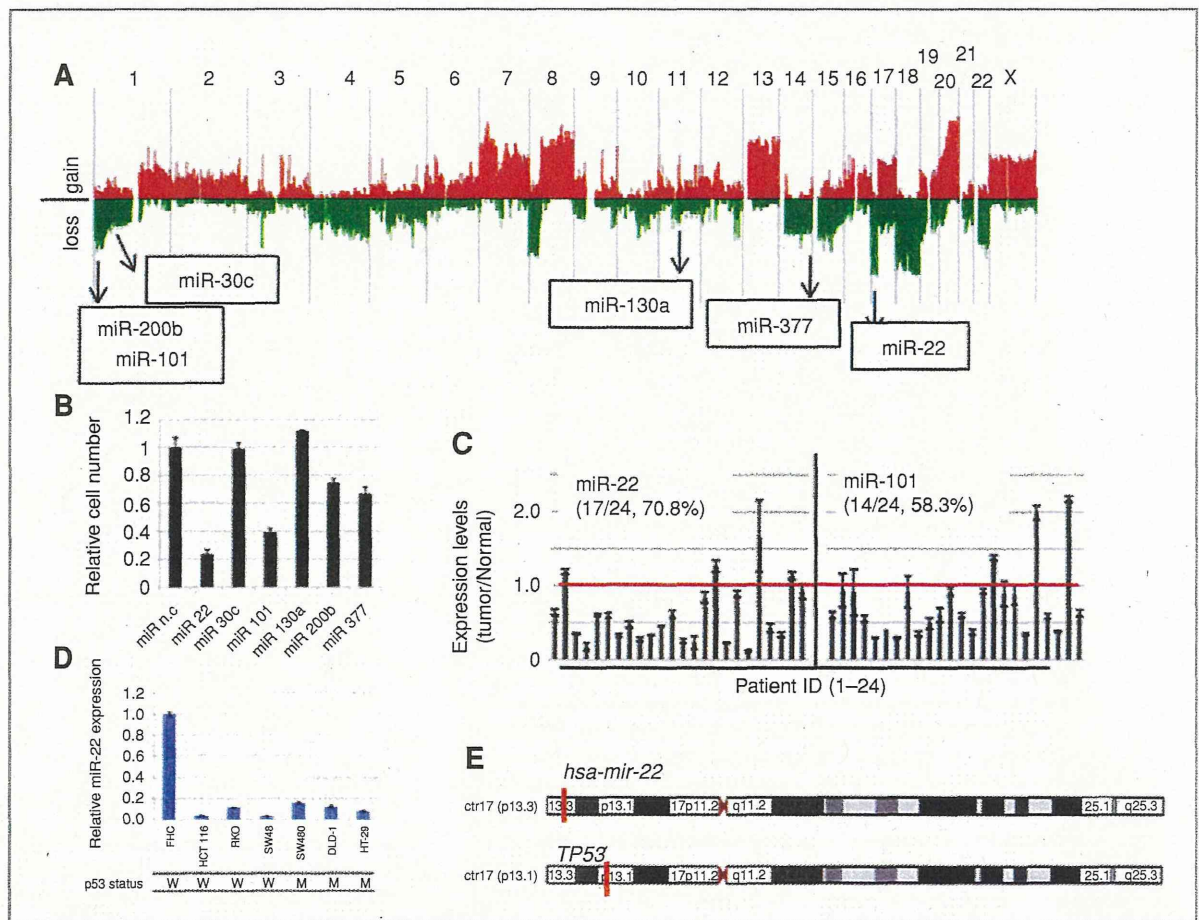 A
1 2 3 4 5 6 7 8 9 10 11 12 13 14 15 16 17 18 19 20 21 22 X
gain
loss
miR-30c
miR-200b
miR-101
miR-130a
miR-377
miR-22
B
Relative cell number
1.2
1
0.8
0.6
0.4
0.2
0
miR n.c
miR 22
miR 30c
miR 101
miR 130a
miR 200b
miR 377
C
Expression levels
(tumor/Normal)
2.0
1.0
0
miR-22
(17/24, 70.8%)
miR-101
(14/24, 58.3%)
Patient ID (1–24)
D
Relative miR-22 expression
1.2
1.0
0.8
0.6
0.4
0.2
0.0
FHC
HCT 116
RKO
SW48
SW480
DLD-1
HT-29
p53 status W W W W M M M
E
hsa-mir-22
ctr17 (p13.3) 13.3 p13.1 17p11.2 q11.2 25.1 q25.3
TP53
ctr17 (p13.1) 13.3 p13.1 17p11.2 q11.2 25.1 q25.3